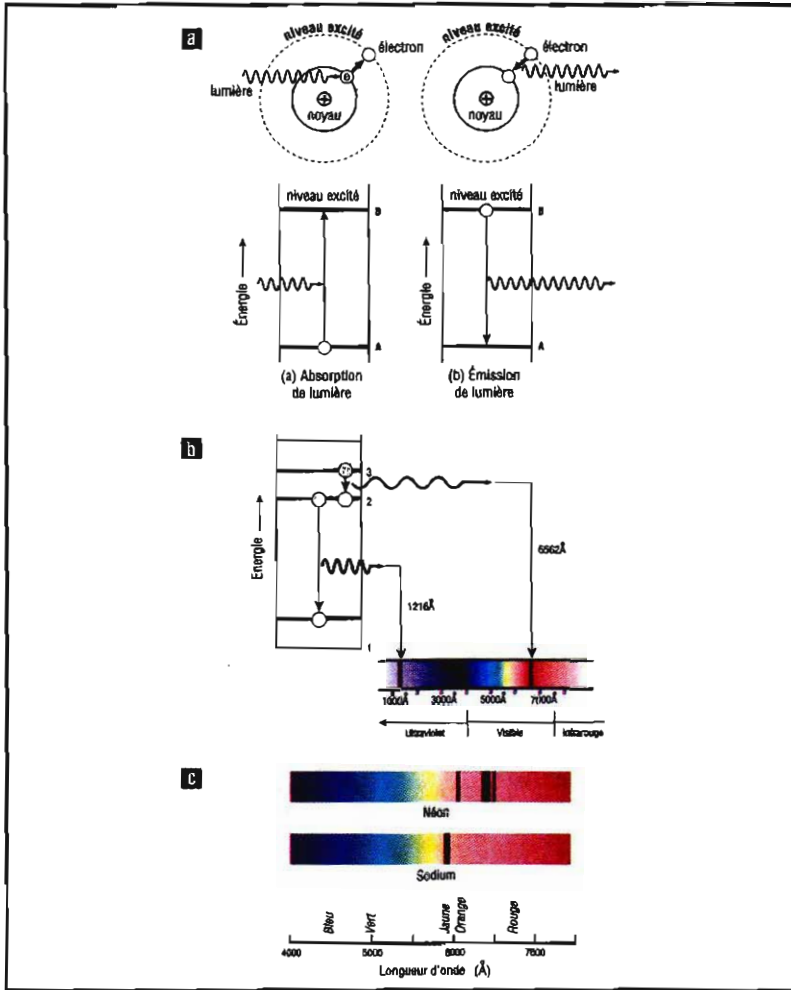 a
niveau excité
électron
lumière
e
noyau
niveau excité
électron
lumière
noyau
niveau excité
B
Énergie
A
(a) Absorption
de lumière
niveau excité
B
Énergie
A
(b) Émission
de lumière
b
3
2
1
Energie
6562Å
1216Å
1000Å 3000Å 5000Å 7000Å
Ultraviolet Visible Infrarouge
c
Néon
Sodium
Bleu Vert Jaune Orange Rouge
4000 5000 6000 7000
Longueur d'onde (Å)